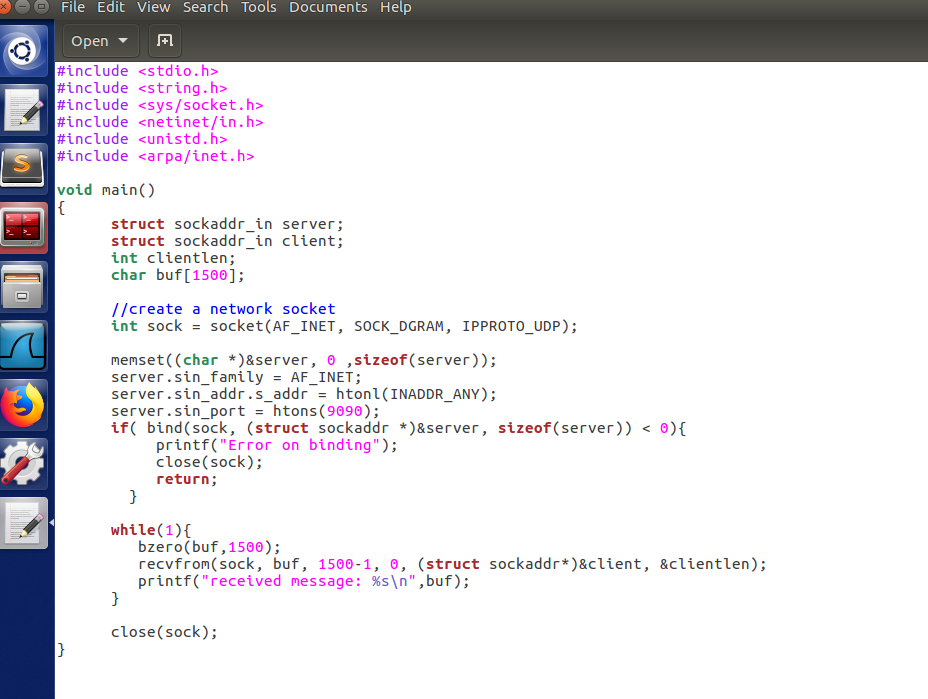 File Edit View Search Tools Documents Help
Open
#include <stdio.h>
#include <string.h>
#include <sys/socket.h>
#include <netinet/in.h>
#include <unistd.h>
#include <arpa/inet.h>
void main()
{
struct sockaddr_in server;
struct sockaddr_in client;
int clientlen;
char buf[1500];
//create a network socket
int sock = socket(AF_INET, SOCK_DGRAM, IPPROTO_UDP);
memset((char *)&server, 0 ,sizeof(server));
server.sin_family = AF_INET;
server.sin_addr.s_addr = htonl(INADDR_ANY);
server.sin_port = htons(9090);
if( bind(sock, (struct sockaddr *)&server, sizeof(server)) < 0){
printf("Error on binding");
close(sock);
return;
}
while(1){
bzero(buf,1500);
recvfrom(sock, buf, 1500-1, 0, (struct sockaddr*)&client, &clientlen);
printf("received message: %s\n",buf);
}
close(sock);
}